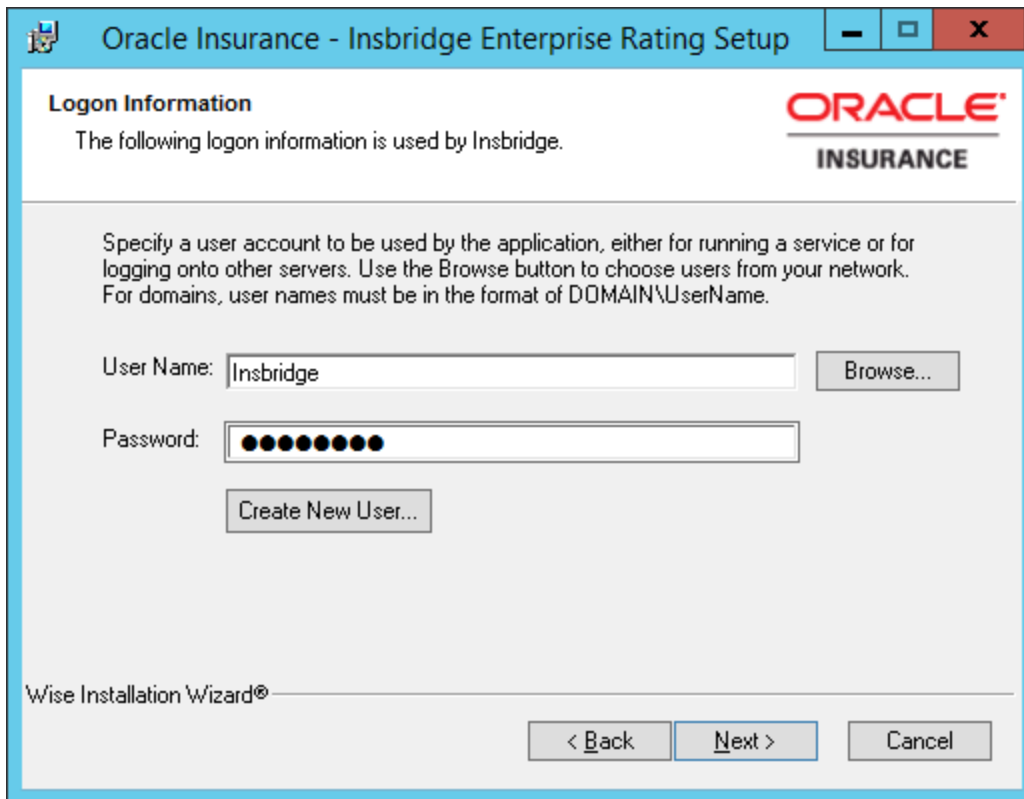 Oracle Insurance - Insbridge Enterprise Rating Setup
Logon Information
ORACLE
The following logon information is used by Insbridge.
INSURANCE
Specify a user account to be used by the application, either for running a service or for
logging onto other servers. Use the Browse button to choose users from your network.
For domains, user names must be in the format of DOMAIN\UserName.
User Name: Insbridge Browse...
Password: ●●●●●●●●
Create New User...
Wise Installation Wizard®
< Back Next > Cancel